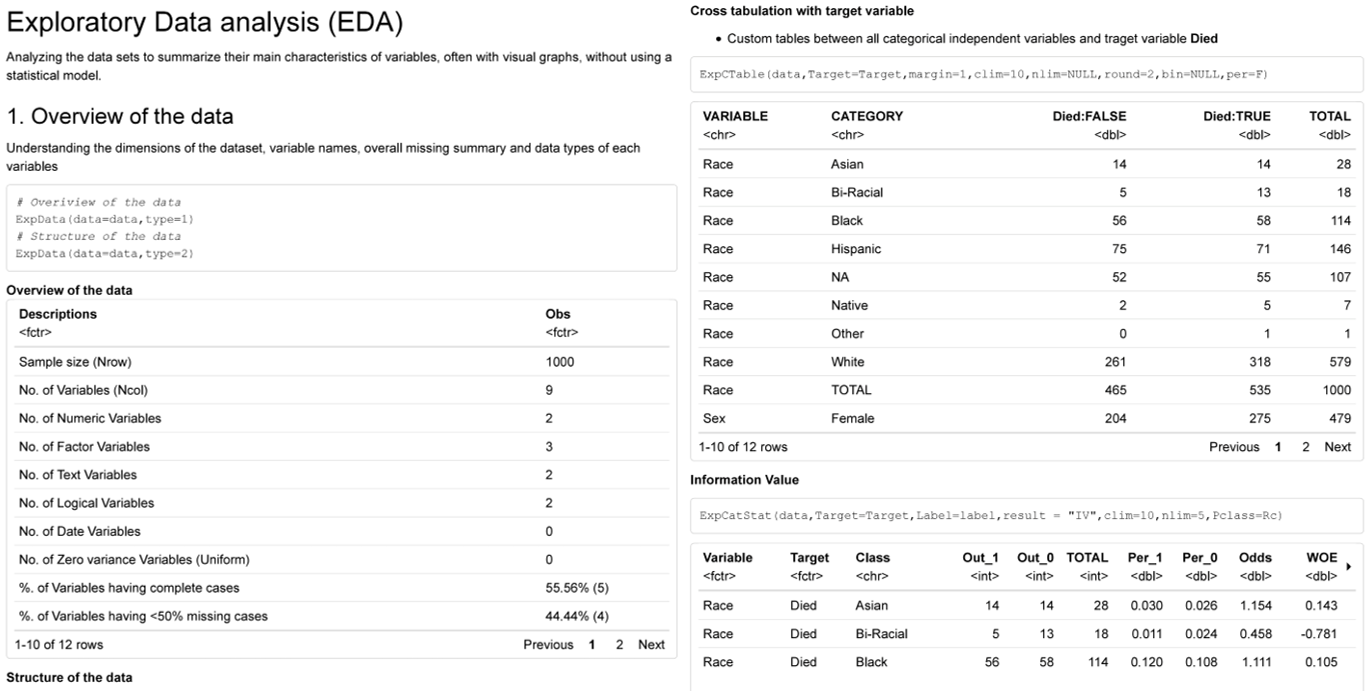 Exploratory Data analysis (EDA)
Analyzing the data sets to summarize their main characteristics of variables, often with visual graphs, without using a
statistical model.
1. Overview of the data
Understanding the dimensions of the dataset, variable names, overall missing summary and data types of each
variables
# Overiview of the data
ExpData(data=data,type=1)
# Structure of the data
ExpData(data=data,type=2)
Overview of the data
Descriptions Obs
<fctr> <fctr>
Sample size (Nrow) 1000
No. of Variables (Ncol) 9
No. of Numeric Variables 2
No. of Factor Variables 3
No. of Text Variables 2
No. of Logical Variables 2
No. of Date Variables 0
No. of Zero variance Variables (Uniform) 0
%. of Variables having complete cases 55.56% (5)
%. of Variables having <50% missing cases 44.44% (4)
1-10 of 12 rows Previous 1 2 Next
Structure of the data
Cross tabulation with target variable
• Custom tables between all categorical independent variables and traget variable Died
ExpCTable(data,Target=Target,margin=1,clim=10,nlim=NULL,round=2,bin=NULL,per=F)
VARIABLE CATEGORY Died:FALSE Died:TRUE TOTAL
<chr> <chr> <dbl> <dbl> <dbl>
Race Asian 14 14 28
Race Bi-Racial 5 13 18
Race Black 56 58 114
Race Hispanic 75 71 146
Race NA 52 55 107
Race Native 2 5 7
Race Other 0 1 1
Race White 261 318 579
Race TOTAL 465 535 1000
Sex Female 204 275 479
1-10 of 12 rows Previous 1 2 Next
Information Value
ExpCatStat(data,Target=Target,Label=label,result = "IV",clim=10,nlim=5,Pclass=Rc)
Variable Target Class Out_1 Out_0 TOTAL Per_1 Per_0 Odds WOE
<fctr> <fctr> <chr> <int> <int> <int> <dbl> <dbl> <dbl> <dbl>
Race Died Asian 14 14 28 0.030 0.026 1.154 0.143
Race Died Bi-Racial 5 13 18 0.011 0.024 0.458 -0.781
Race Died Black 56 58 114 0.120 0.108 1.111 0.105